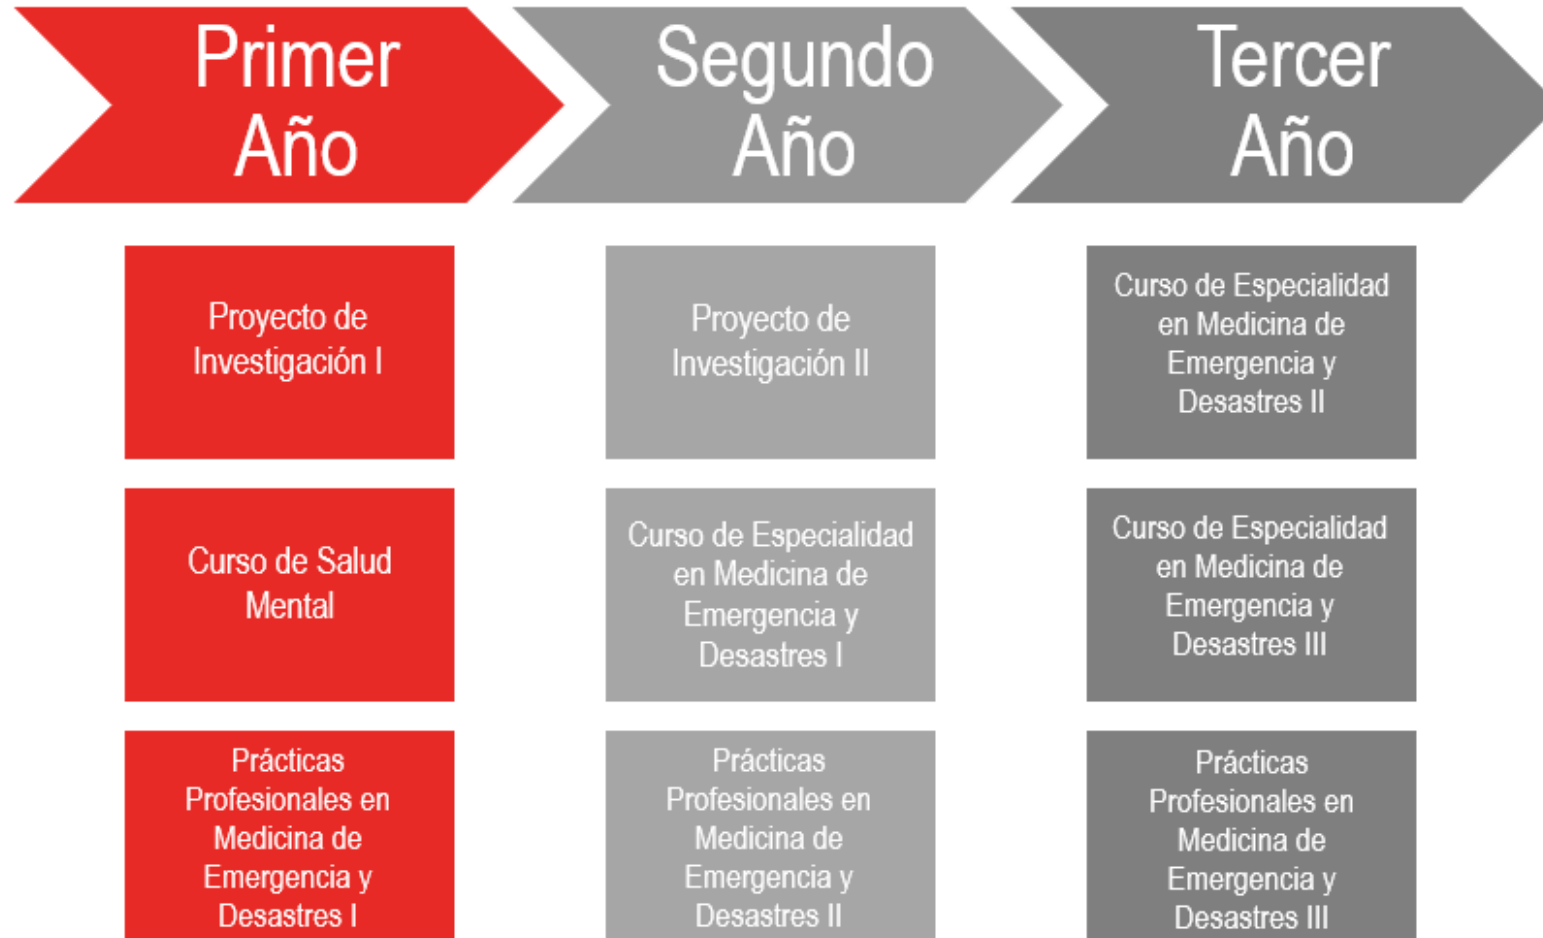 Primer
Año
Segundo
Año
Tercer
Año
Proyecto de
Investigación I
Proyecto de
Investigación II
Curso de Especialidad
en Medicina de
Emergencia y
Desastres II
Curso de Salud
Mental
Curso de Especialidad
en Medicina de
Emergencia y
Desastres I
Curso de Especialidad
en Medicina de
Emergencia y
Desastres III
Prácticas
Profesionales en
Medicina de
Emergencia y
Desastres I
Prácticas
Profesionales en
Medicina de
Emergencia y
Desastres II
Prácticas
Profesionales en
Medicina de
Emergencia y
Desastres III